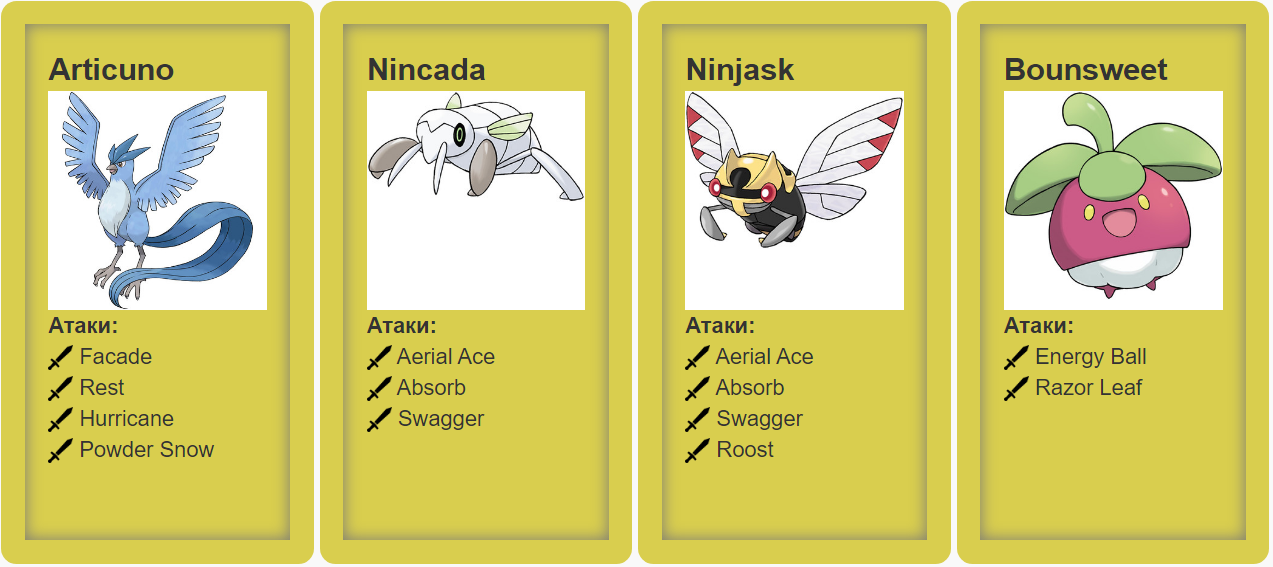 Articuno
Атаки:
Facade
Rest
Hurricane
Powder Snow
Nincada
Атаки:
Aerial Ace
Absorb
Swagger
Ninjask
Атаки:
Aerial Ace
Absorb
Swagger
Roost
Bounsweet
Атаки:
Energy Ball
Razor Leaf